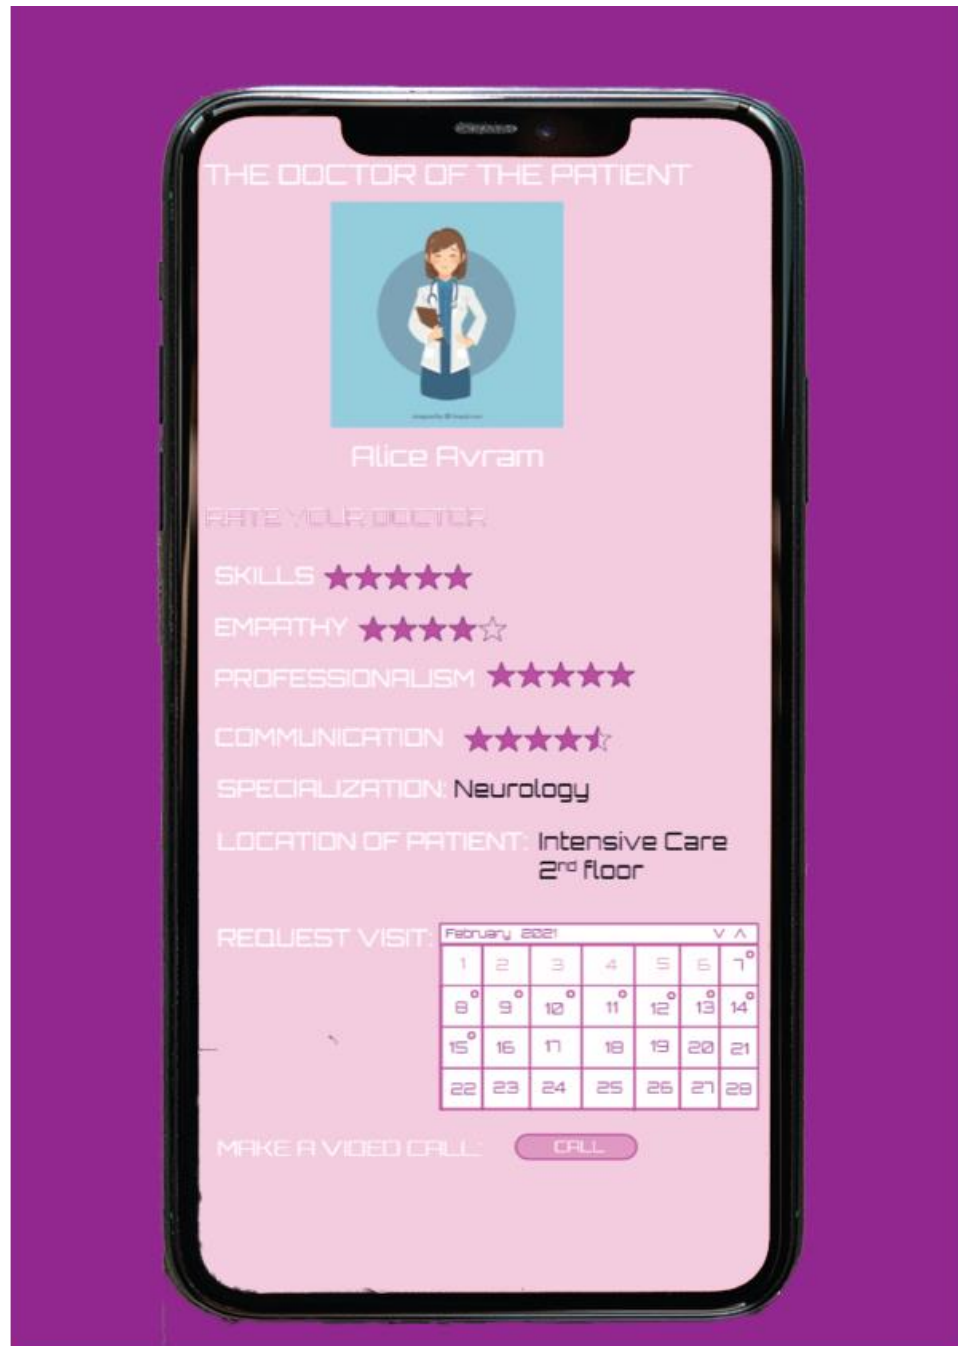 THE DOCTOR OF THE PATIENT
Alice Avram
RATE YOUR DOCTOR
SKILLS
EMPATHY
PROFESSIONALISM
COMMUNICATION
SPECIALIZATION: Neurology
LOCATION OF PATIENT: Intensive Care
2nd floor
REQUEST VISIT:
February 2021
1 2 3 4 5 6 7
8 9 10 11 12 13 14
15 16 17 18 19 20 21
22 23 24 25 26 27 28
MAKE A VIDEO CALL: CALL